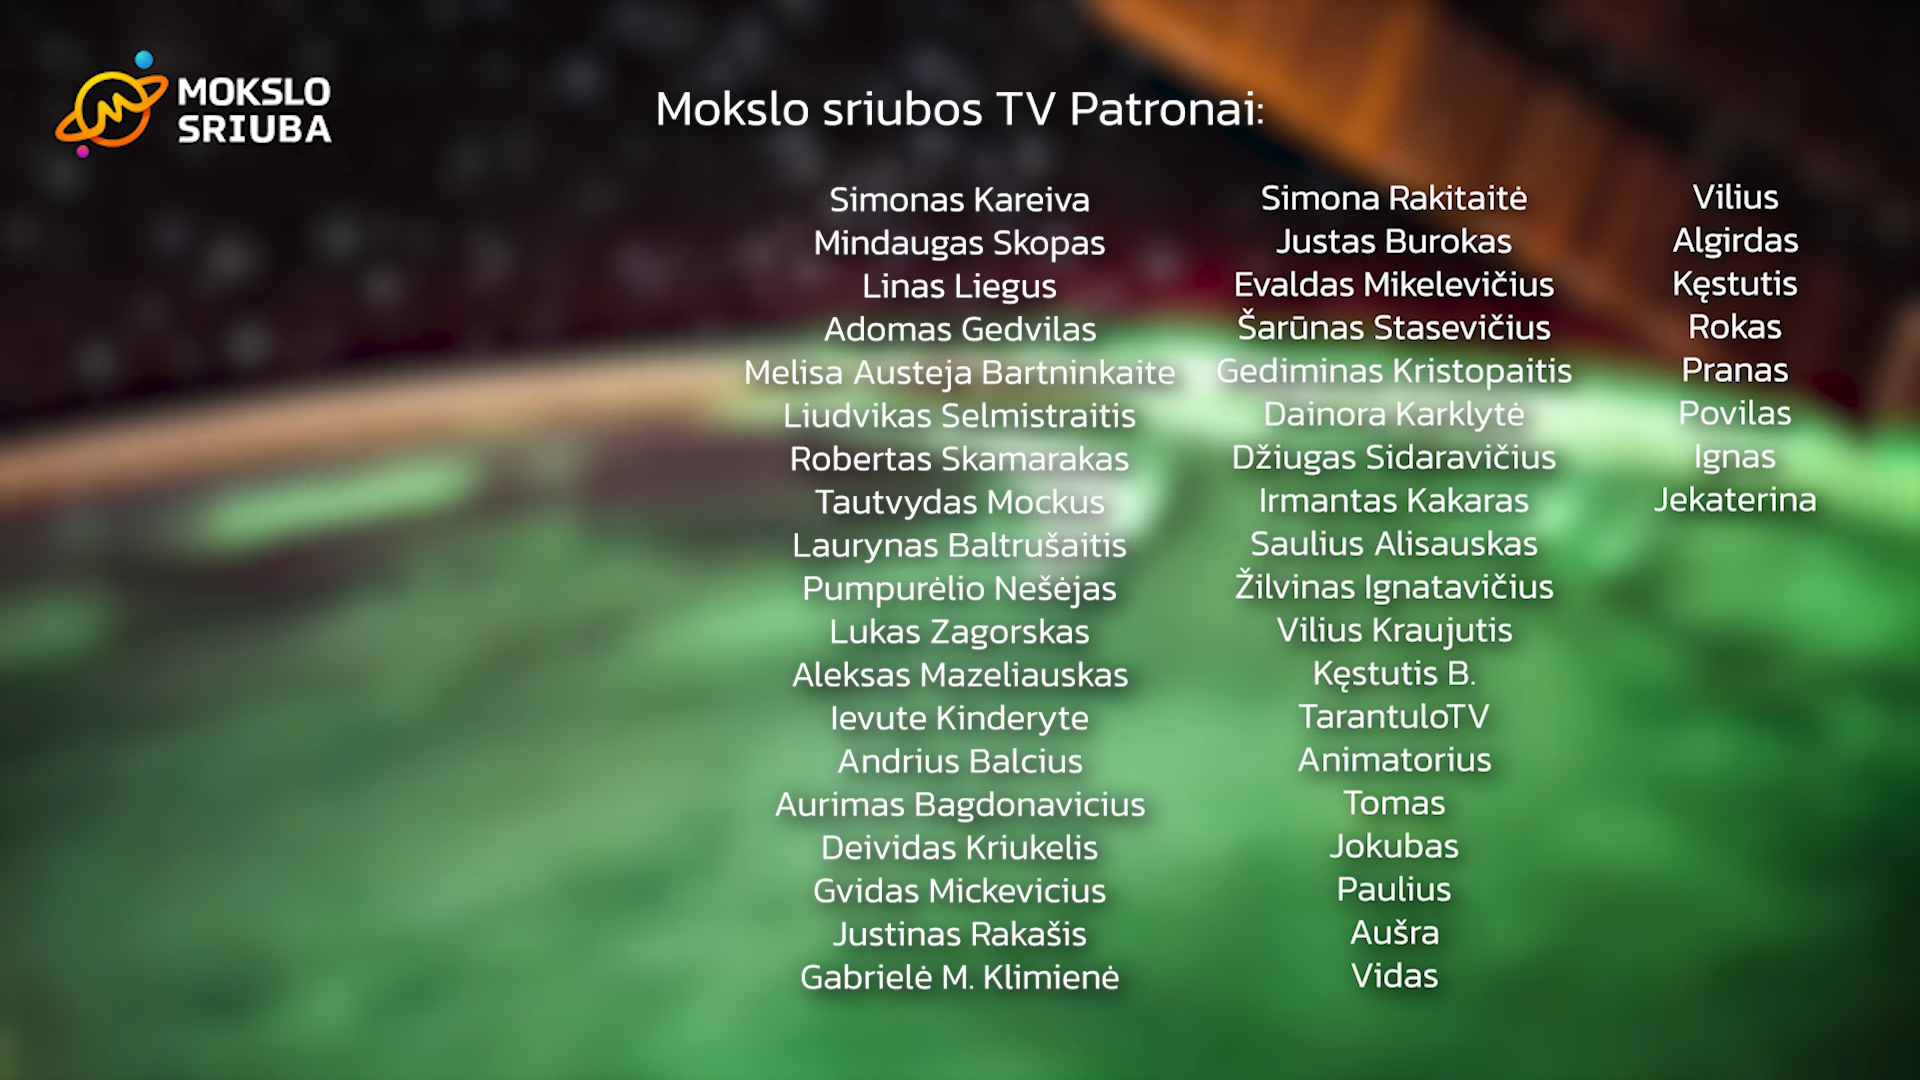 MOKSLO
SRIUBA
Mokslo sriubos TV Patronai:
Simonas Kareiva
Mindaugas Skopas
Linas Liegus
Adomas Gedvilas
Melisa Austeja Bartninkaite
Liudvikas Selmistraitis
Robertas Skamarakas
Tautvydas Mockus
Laurynas Baltrušaitis
Pumpurėlio Nešėjas
Lukas Zagorskas
Aleksas Mazeliauskas
Ievute Kinderyte
Andrius Balcius
Aurimas Bagdonavicius
Deividas Kriukelis
Gvidas Mickevicius
Justinas Rakašis
Gabrielė M. Klimienė
Simona Rakitaitė
Justas Burokas
Evaldas Mikelevičius
Šarūnas Stasevičius
Gediminas Kristopaitis
Dainora Karklytė
Džiugas Sidaravičius
Irmantas Kakaras
Saulius Alisauskas
Žilvinas Ignatavičius
Vilius Kraujutis
Kęstutis B.
TarantuloTV
Animatorius
Tomas
Jokubas
Paulius
Aušra
Vidas
Vilius
Algirdas
Kęstutis
Rokas
Pranas
Povilas
Ignas
Jekaterina